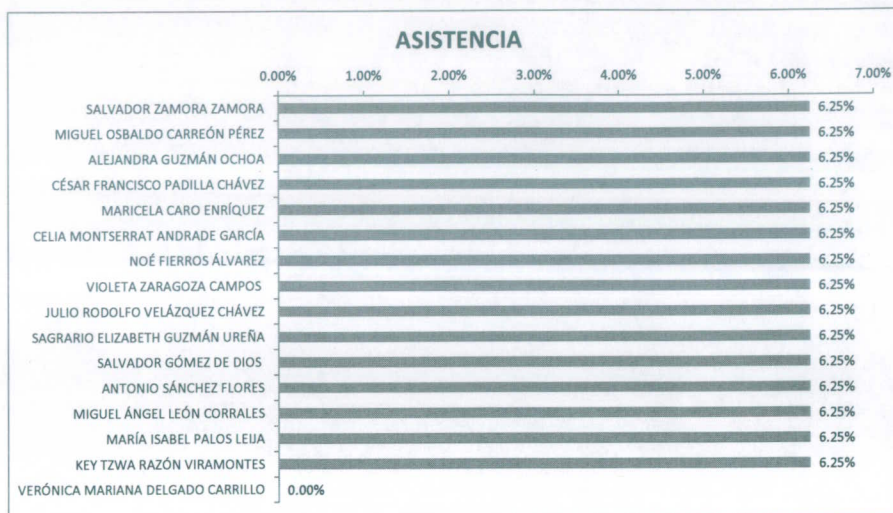 ASISTENCIA
0.00% 1.00% 2.00% 3.00% 4.00% 5.00% 6.00% 7.00%
SALVADOR ZAMORA ZAMORA 6.25%
MIGUEL OSBALDO CARREÓN PÉREZ 6.25%
ALEJANDRA GUZMÁN OCHOA 6.25%
CÉSAR FRANCISCO PADILLA CHÁVEZ 6.25%
MARICELA CARO ENRÍQUEZ 6.25%
CELIA MONTSERRAT ANDRADE GARCÍA 6.25%
NOÉ FIERROS ÁLVAREZ 6.25%
VIOLETA ZARAGOZA CAMPOS 6.25%
JULIO RODOLFO VELÁZQUEZ CHÁVEZ 6.25%
SAGRARIO ELIZABETH GUZMÁN UREÑA 6.25%
SALVADOR GÓMEZ DE DIOS 6.25%
ANTONIO SÁNCHEZ FLORES 6.25%
MIGUEL ÁNGEL LEÓN CORRALES 6.25%
MARÍA ISABEL PALOS LEIJA 6.25%
KEY TZWA RAZÓN VIRAMONTES 6.25%
VERÓNICA MARIANA DELGADO CARRILLO 0.00%